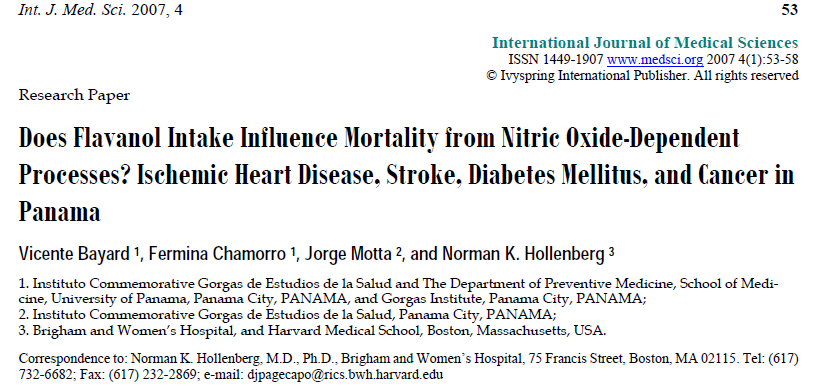 Int. J. Med. Sci. 2007, 4 53
International Journal of Medical Sciences
ISSN 1449-1907 www.medsci.org 2007 4(1):53-58
© Ivyspring International Publisher. All rights reserved
Research Paper
Does Flavanol Intake Influence Mortality from Nitric Oxide-Dependent
Processes? Ischemic Heart Disease, Stroke, Diabetes Mellitus, and Cancer in
Panama
Vicente Bayard 1, Fermina Chamorro 1, Jorge Motta 2, and Norman K. Hollenberg 3
1. Instituto Commemorative Gorgas de Estudios de la Salud and The Department of Preventive Medicine, School of Medi-
cine, University of Panama, Panama City, PANAMA, and Gorgas Institute, Panama City, PANAMA;
2. Instituto Commemorative Gorgas de Estudios de la Salud, Panama City, PANAMA;
3. Brigham and Women's Hospital, and Harvard Medical School, Boston, Massachusetts, USA.
Correspondence to: Norman K. Hollenberg, M.D., Ph.D., Brigham and Women's Hospital, 75 Francis Street, Boston, MA 02115. Tel: (617)
732-6682; Fax: (617) 232-2869; e-mail: djpagecapo@rics.bwh.harvard.edu